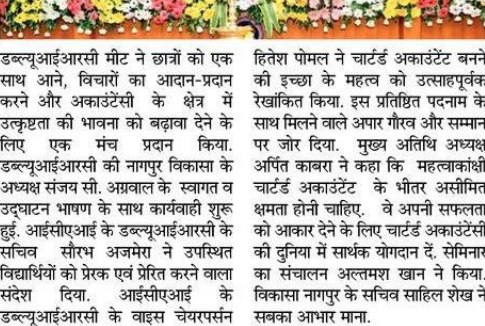 डब्ल्यूआईआरसी मीट ने छात्रों को एक
साथ आने, विचारों का आदान-प्रदान
करने और अकाउंटेंसी के क्षेत्र में
उत्कृष्टता की भावना को बढ़ावा देने के
लिए एक मंच प्रदान किया.
डब्ल्यूआईआरसी की नागपुर विकासा के
अध्यक्ष संजय सी. अग्रवाल के स्वागत व
उद्घाटन भाषण के साथ कार्यवाही शुरू
हुई. आईसीएआई के डब्ल्यूआईआरसी के
सचिव सौरभ अजमेरा ने उपस्थित
विद्यार्थियों को प्रेरक एवं प्रेरित करने वाला
संदेश दिया. आईसीएआई के
डब्ल्यूआईआरसी के वाइस चेयरपर्सन
हितेश पोमल ने चार्टर्ड अकाउंटेंट बनने
की इच्छा के महत्व को उत्साहपूर्वक
रेखांकित किया. इस प्रतिष्ठित पदनाम के
साथ मिलने वाले अपार गौरव और सम्मान
पर जोर दिया. मुख्य अतिथि अध्यक्ष
अर्पित काबरा ने कहा कि महत्वाकांक्षी
चार्टर्ड अकाउंटेंट के भीतर असीमित
क्षमता होनी चाहिए. वे अपनी सफलता
को आकार देने के लिए चार्टर्ड अकाउंटेंसी
की दुनिया में सार्थक योगदान दें. सेमिनार
का संचालन अल्तमश खान ने किया.
विकासा नागपुर के सचिव साहिल शेख ने
सबका आभार माना.